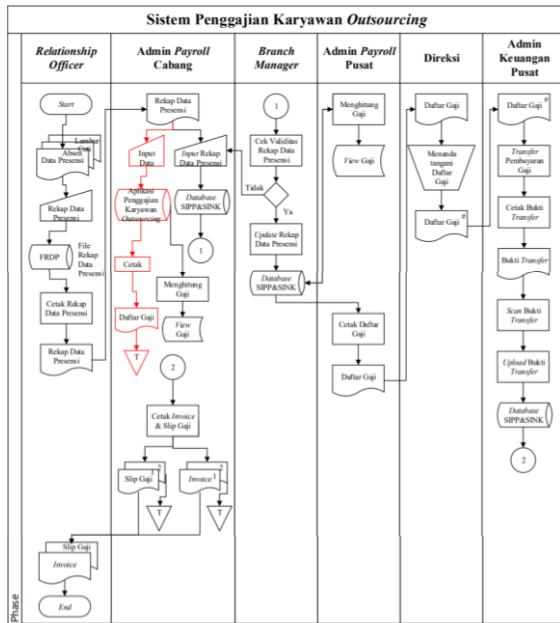 Sistem Penggajian Karyawan Outsourcing
Relationship
Officer
Admin Payroll
Cabang
Branch
Manager
Admin Payroll
Pusat
Direksi
Admin
Keuangan
Pusat
Start
Lembar
Cuti
Absen
Data Presensi
Rekap Data Presensi
FRDP
File
Rekap
Data
Presensi
Cetak Rekap
Data Presensi
Rekap Data
Presensi
Slip Gaji
Invoice
End
Rekap Data
Presensi
Input
Data
Input Rekap
Data Presensi
Aplikasi
Penggajian
Karyawan
Outsourcing
Database
SIPP&SINK
1
Cetak
Menghitung
Gaji
Daftar Gaji
View
Gaji
T
2
Cetak Invoice
& Slip Gaji
2
Slip Gaji 1
2
Invoice 1
T
T
1
Cek Validitas
Rekap Data
Presensi
Tidak
Ya
Update Rekap
Data Presensi
Database
SIPP&SINK
Menghitung
Gaji
View Gaji
Cetak Daftar
Gaji
Daftar Gaji
Daftar Gaji
Menanda
tangani
Daftar
Gaji
Daftar Gaji #
Daftar Gaji #
Transfer
Pembayaran
Gaji
Cetak Bukti
Transfer
Bukti Transfer
Scan Bukti
Transfer
Upload Bukti
Transfer
Database
SIPP&SINK
2
Phase